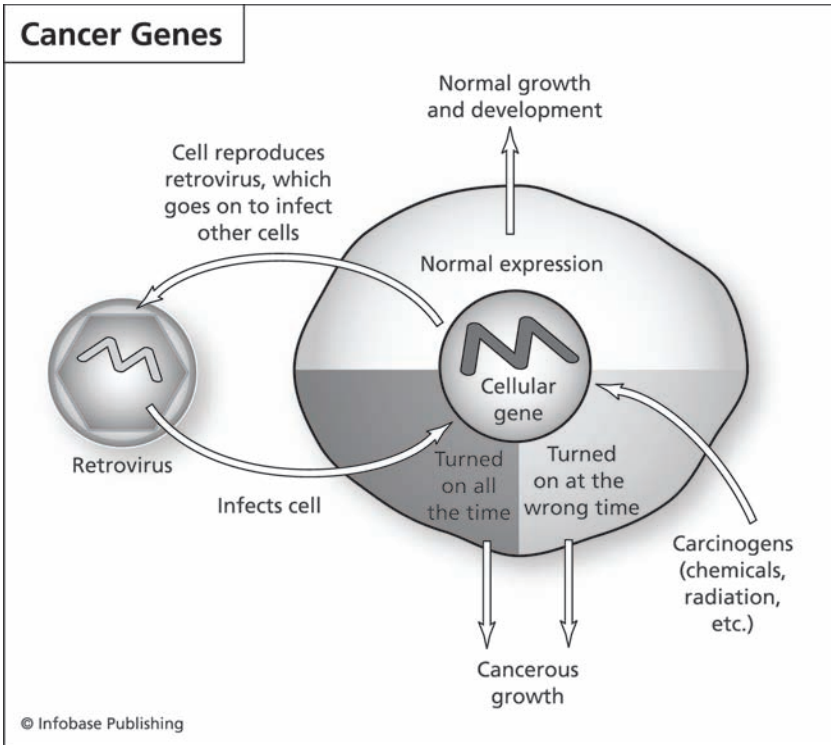 Cancer Genes
Normal growth
and development
Cell reproduces
retrovirus, which
goes on to infect
other cells
Normal expression
Cellular
gene
Retrovirus
Infects cell
Turned
on all
the time
Turned
on at the
wrong time
Carcinogens
(chemicals,
radiation,
etc.)
Cancerous
growth
© Infobase Publishing